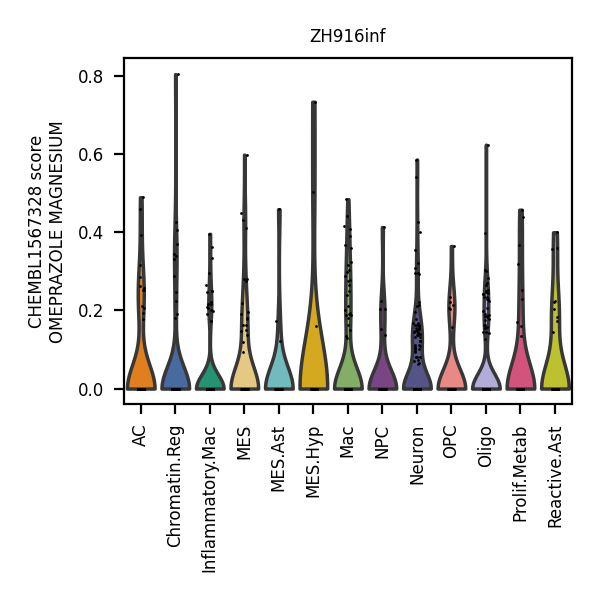 ZH916inf
CHEMBL1567328 score
OMEPRAZOLE MAGNESIUM
0.8
0.6
0.4
0.2
0.0
AC
Chromatin.Reg
Inflammatory.Mac
MES
MES.Ast
MES.Hyp
Mac
NPC
Neuron
OPC
Oligo
Prolif.Metab
Reactive.Ast